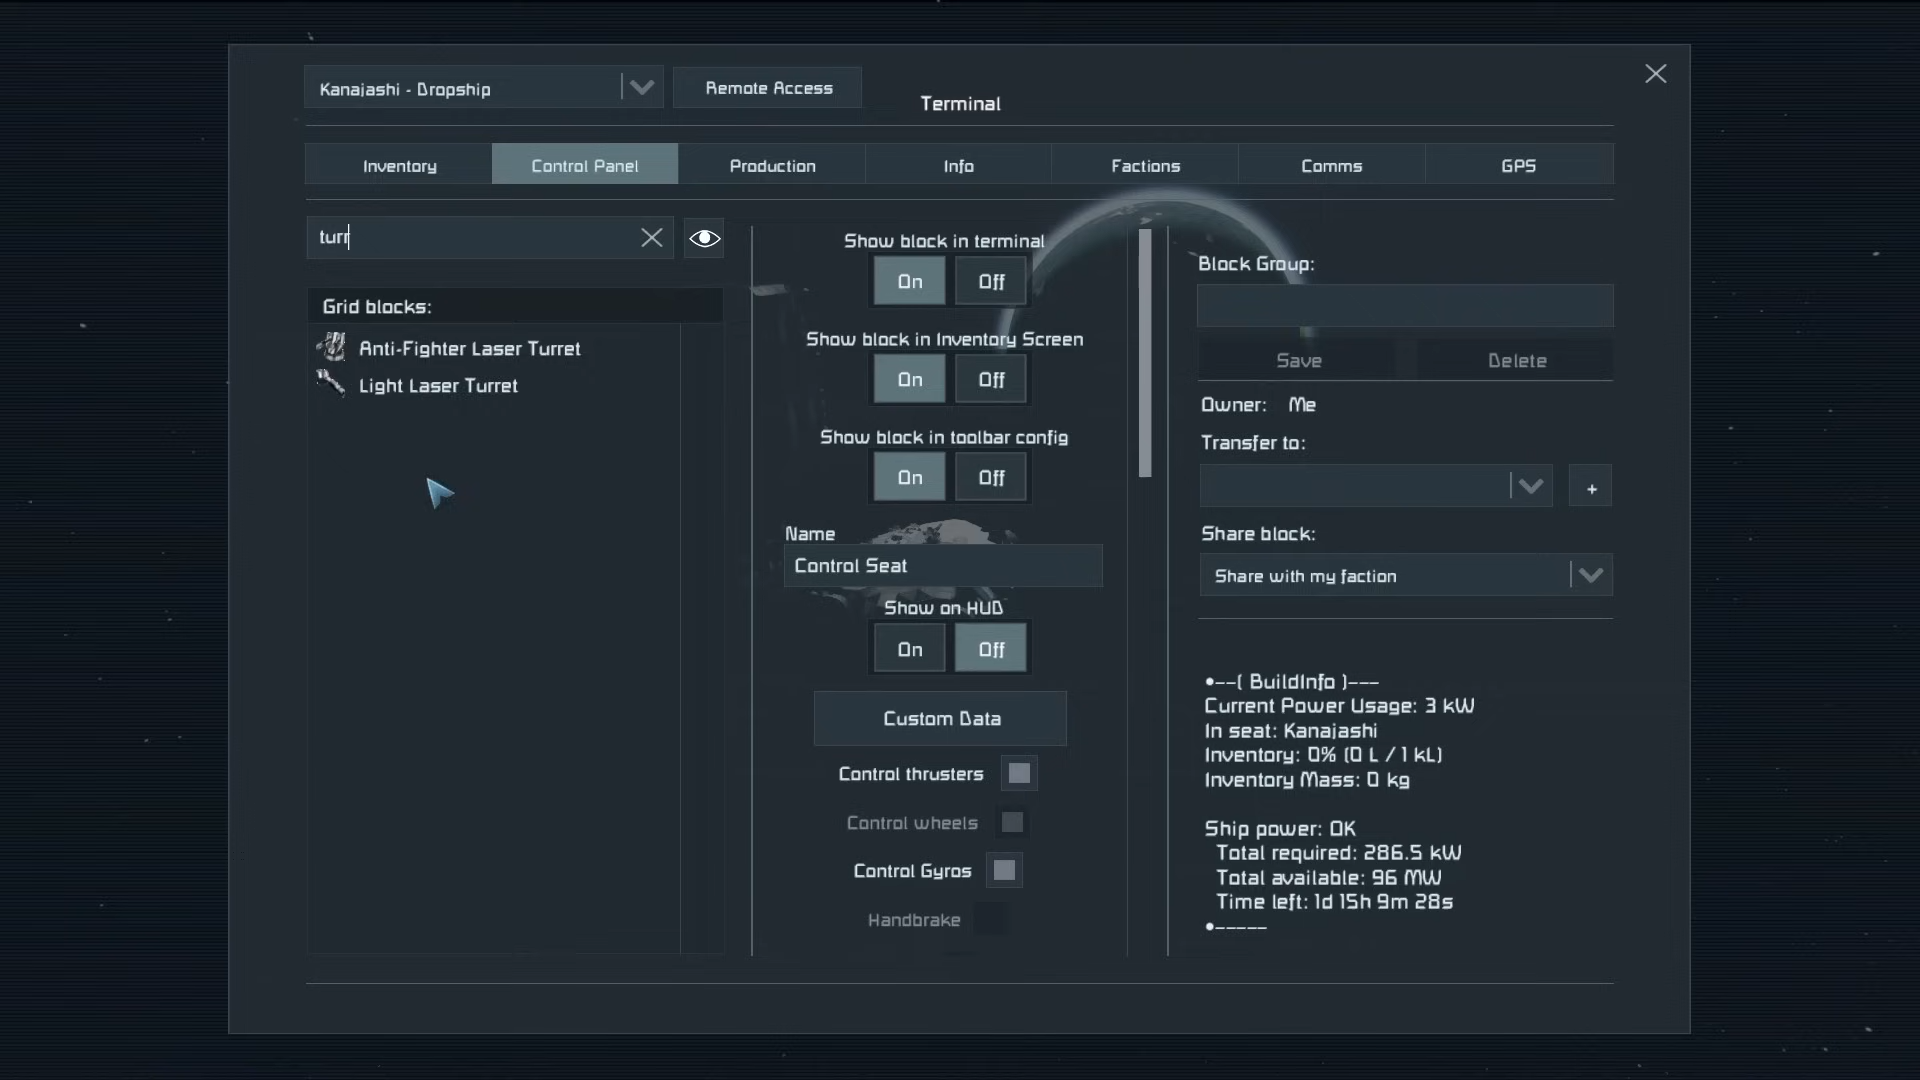 Kanajashi - Dropship
Remote Access
Terminal
Inventory
Control Panel
Production
Info
Factions
Comms
GPS
turr
Grid blocks:
Anti-Fighter Laser Turret
Light Laser Turret
Show block in terminal
On Off
Show block in Inventory Screen
On Off
Show block in toolbar config
On Off
Name
Control Seat
Show on HUD
On Off
Custom Data
Control thrusters
Control wheels
Control Gyros
Handbrake
Block Group:
Save Delete
Owner: Me
Transfer to:
+
Share block:
Share with my faction
•--( BuildInfo )---
Current Power Usage: 3 kW
In seat: Kanajashi
Inventory: 0% (0 L / 1 kL)
Inventory Mass: 0 kg
Ship power: OK
Total required: 286.5 kW
Total available: 96 MW
Time left: 1d 15h 9m 28s
•-----